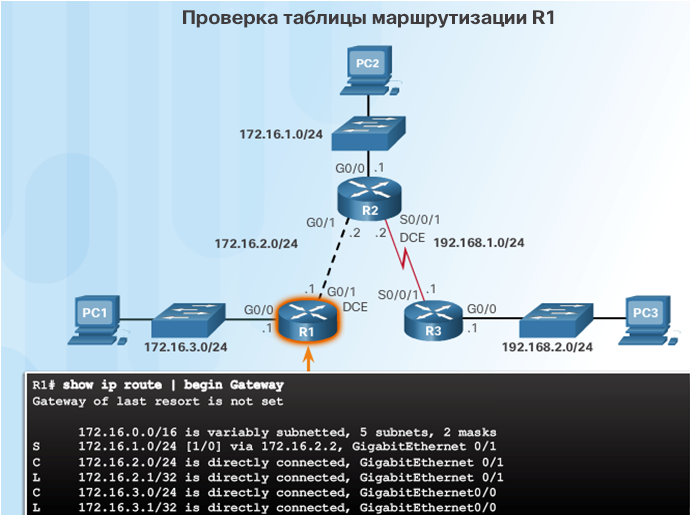 Проверка таблицы маршрутизации R1
PC2
172.16.1.0/24
G0/0 .1
R2
G0/1
S0/0/1
.2 .2
DCE
172.16.2.0/24
192.168.1.0/24
.1 G0/1
S0/0/1 .1
DCE
PC1
G0/0
.1
R1
R3
G0/0
.1
PC3
172.16.3.0/24
192.168.2.0/24
R1# show ip route | begin Gateway
Gateway of last resort is not set
172.16.0.0/16 is variably subnetted, 5 subnets, 2 masks
S 172.16.1.0/24 [1/0] via 172.16.2.2, GigabitEthernet 0/1
C 172.16.2.0/24 is directly connected, GigabitEthernet 0/1
L 172.16.2.1/32 is directly connected, GigabitEthernet 0/1
C 172.16.3.0/24 is directly connected, GigabitEthernet0/0
L 172.16.3.1/32 is directly connected, GigabitEthernet0/0